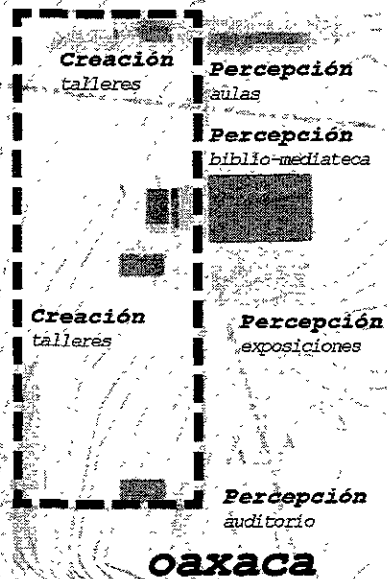 Creación
talleres
Percepción
aulas
Percepción
biblio-mediateca
Creación
talleres
Percepción
exposiciones
Percepción
auditorio
oaxaca